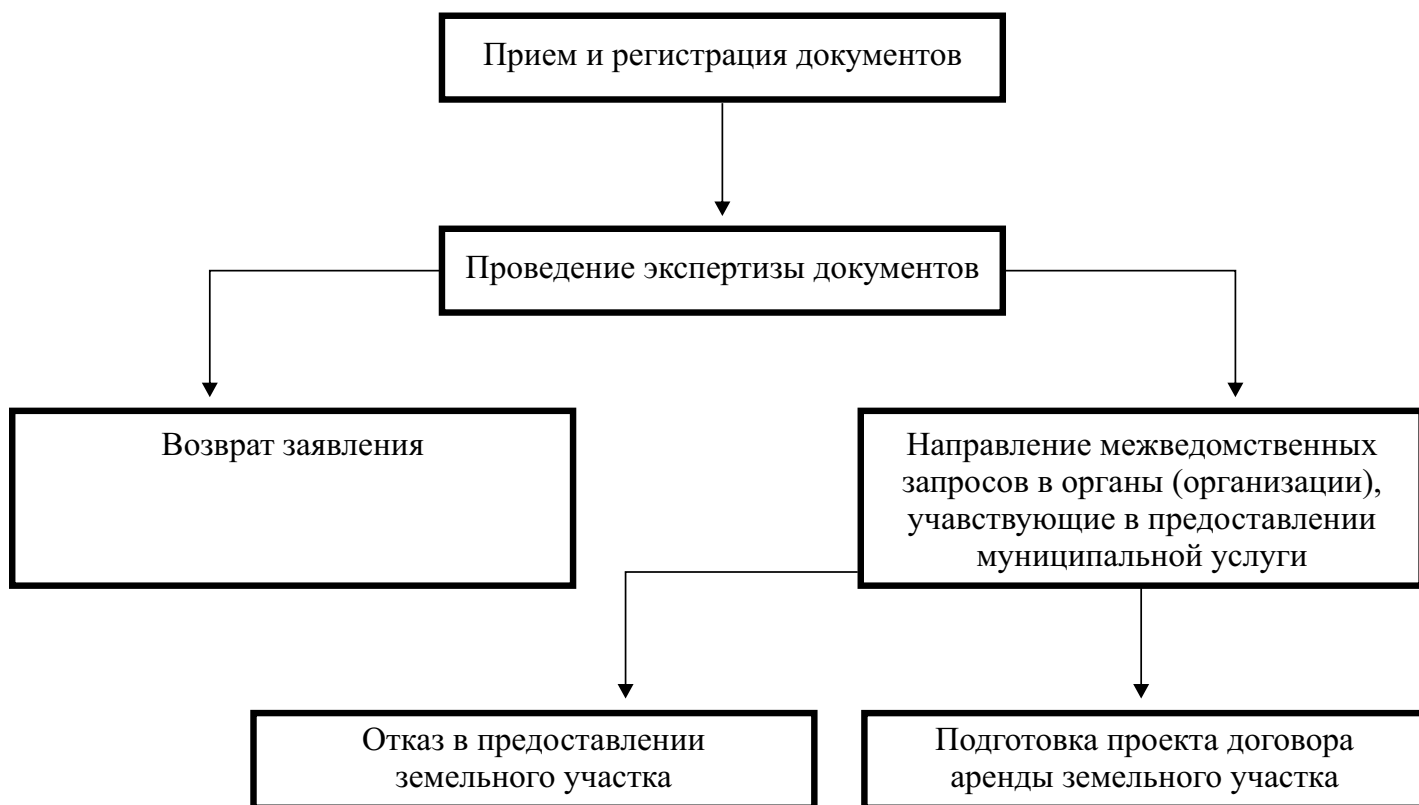 Прием и регистрация документов
Проведение экспертизы документов
Возврат заявления
Направление межведомственных
запросов в органы (организации),
учавствующие в предоставлении
муниципальной услуги
Отказ в предоставлении
земельного участка
Подготовка проекта договора
аренды земельного участка